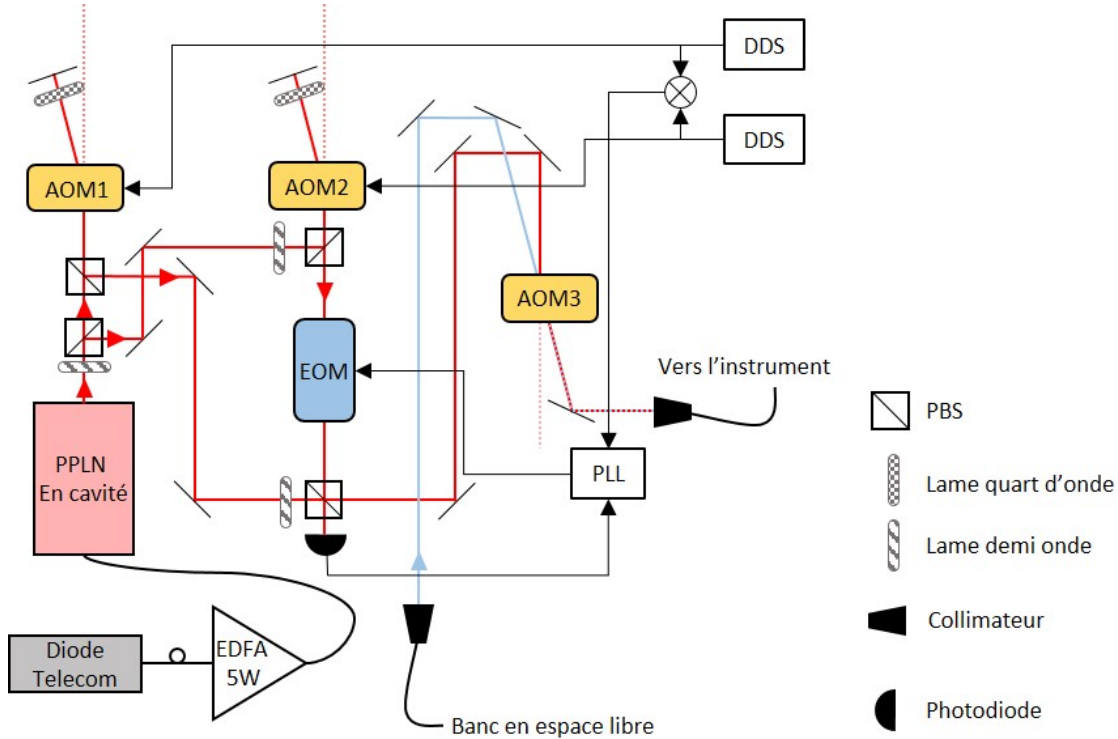 DDS
DDS
AOM1
AOM2
AOM3
EOM
PPLN
En cavité
PLL
Vers l'instrument
PBS
Lame quart d'onde
Lame demi onde
Collimateur
Photodiode
Diode
Telecom
EDFA
5W
Banc en espace libre